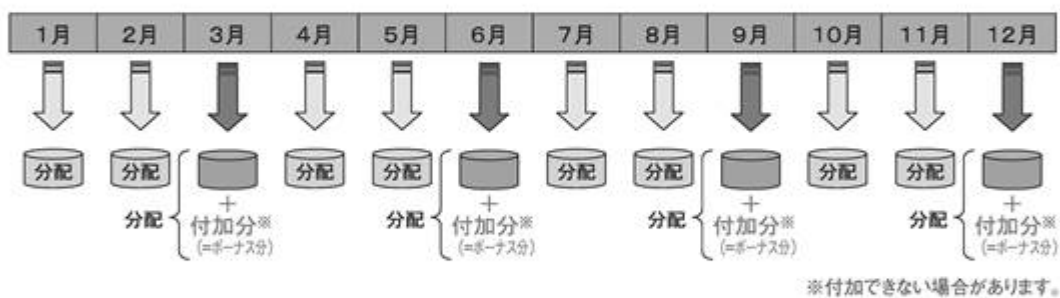 1月 2月 3月 4月 5月 6月 7月 8月 9月 10月 11月 12月
分配 分配 分配 分配 分配 分配 分配 分配
分配 + 分配 + 分配 + 分配 +
付加分※ 付加分※ 付加分※ 付加分※
(=ボーナス分) (=ボーナス分) (=ボーナス分) (=ボーナス分)
※付加できない場合があります。